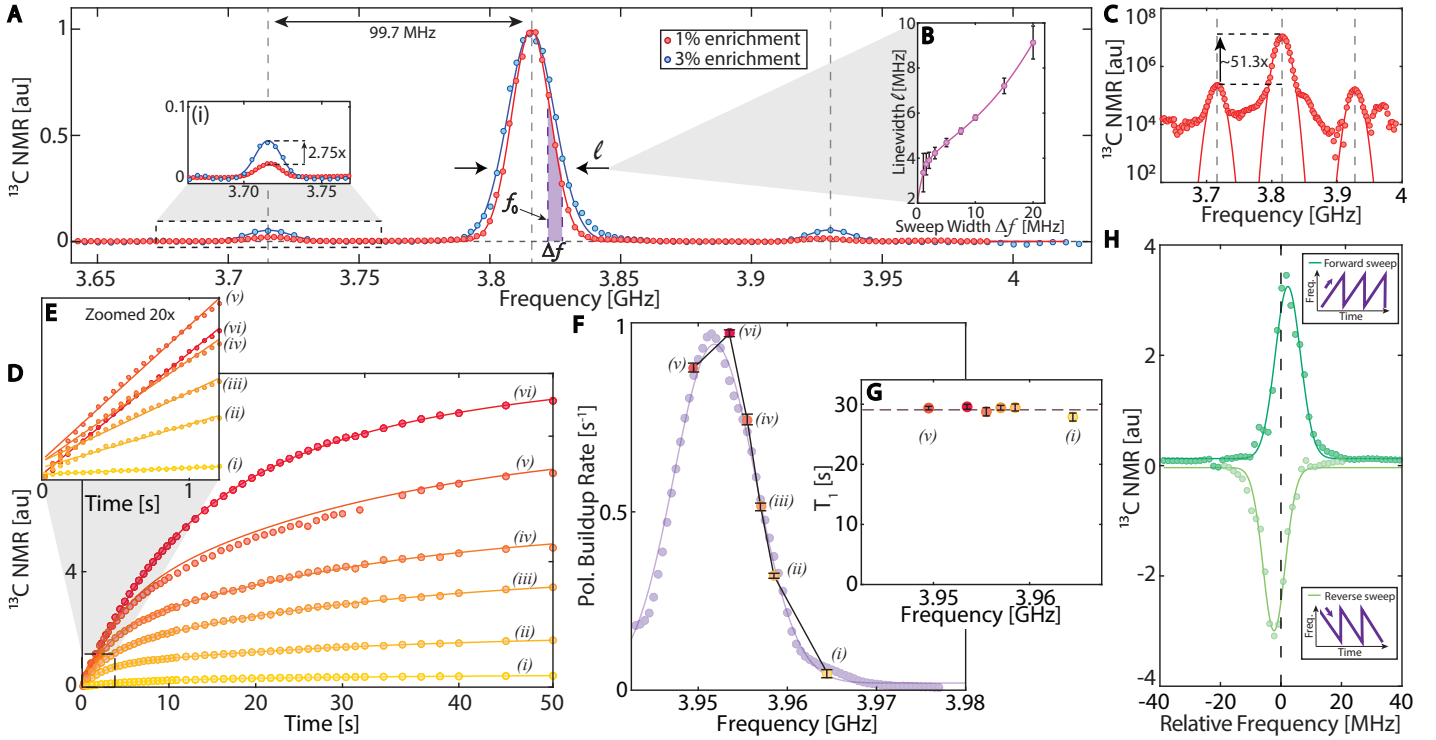 A
¹³C NMR [au]
1
0.5
0
99.7 MHz
1% enrichment
3% enrichment
(i)
0.1
0
2.75x
3.70
3.75
ℓ
f₀
Δf
3.65
3.7
3.75
3.8
3.85
3.9
3.95
4
Frequency [GHz]
B
Linewidth ℓ [MHz]
10
8
6
4
2
0
10
20
Sweep Width Δf [MHz]
C
¹³C NMR [au]
10⁸
10⁶
10⁴
10²
~51.3x
3.7
3.8
3.9
4
Frequency [GHz]
E
Zoomed 20x
(v)
(vi)
(iv)
(iii)
(ii)
(i)
0
1
Time [s]
D
¹³C NMR [au]
4
0
(vi)
(v)
(iv)
(iii)
(ii)
(i)
0
10
20
30
40
50
Time [s]
F
Pol. Buildup Rate [s⁻¹]
1
0.5
0
(v)
(vi)
(iv)
(iii)
(ii)
(i)
3.95
3.96
3.97
3.98
Frequency [GHz]
G
T₁ [s]
30
20
10
0
(v)
(i)
3.95
3.96
Frequency [GHz]
H
¹³C NMR [au]
4
2
0
-2
-4
Forward sweep
Freq.
Time
Reverse sweep
Freq.
Time
-40
-20
0
20
40
Relative Frequency [MHz]